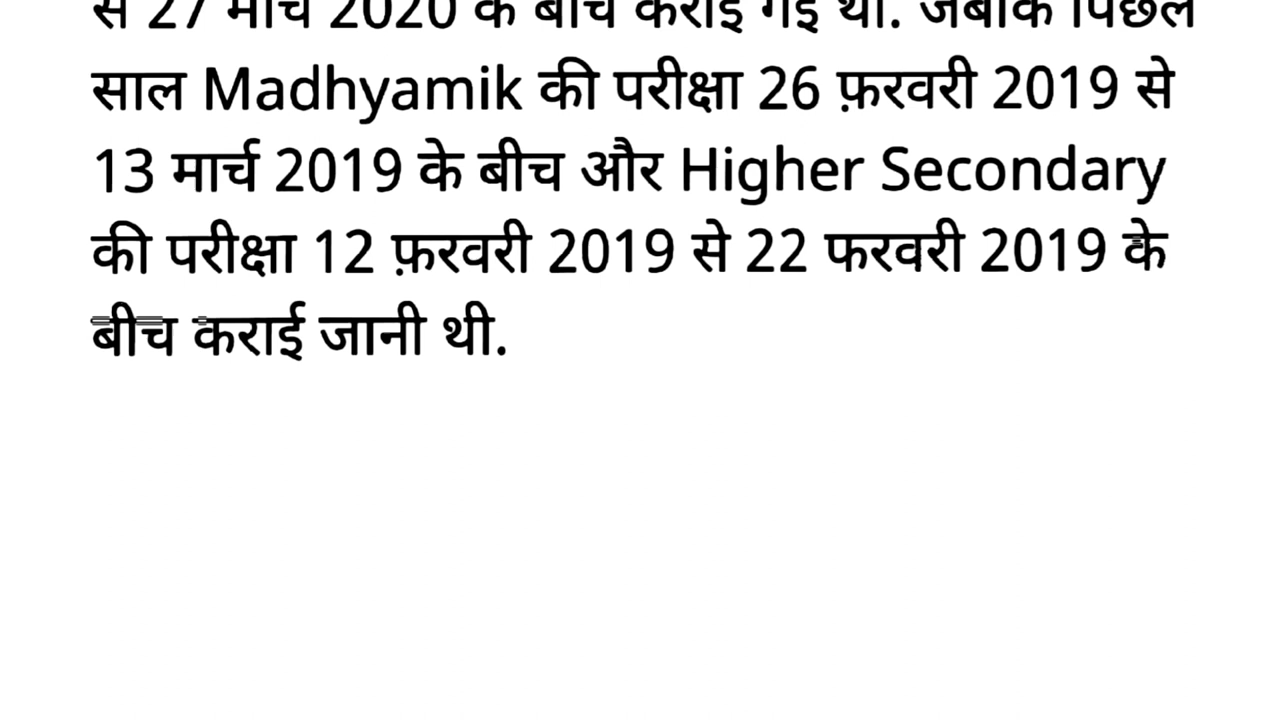 से 27 मार्च 2020 के बीच कराई गई थी. जबकि पिछले
साल Madhyamik की परीक्षा 26 फ़रवरी 2019 से
13 मार्च 2019 के बीच और Higher Secondary
की परीक्षा 12 फ़रवरी 2019 से 22 फरवरी 2019 के
बीच कराई जानी थी.